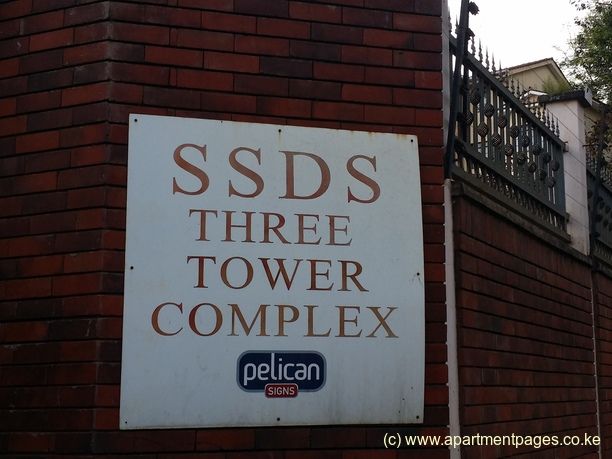 SSDS
THREE
TOWER
COMPLEX
pelican
SIGNS
(c) www.apartmentpages.co.ke